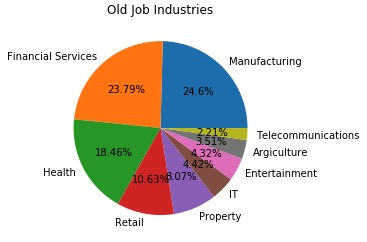 Old Job Industries
Financial Services
Manufacturing
23.79%
24.6%
2.21%
Telecommunications
3.51%
Argiculture
18.46%
4.32%
Entertainment
4.42%
10.63%
8.07%
Health
IT
Retail
Property